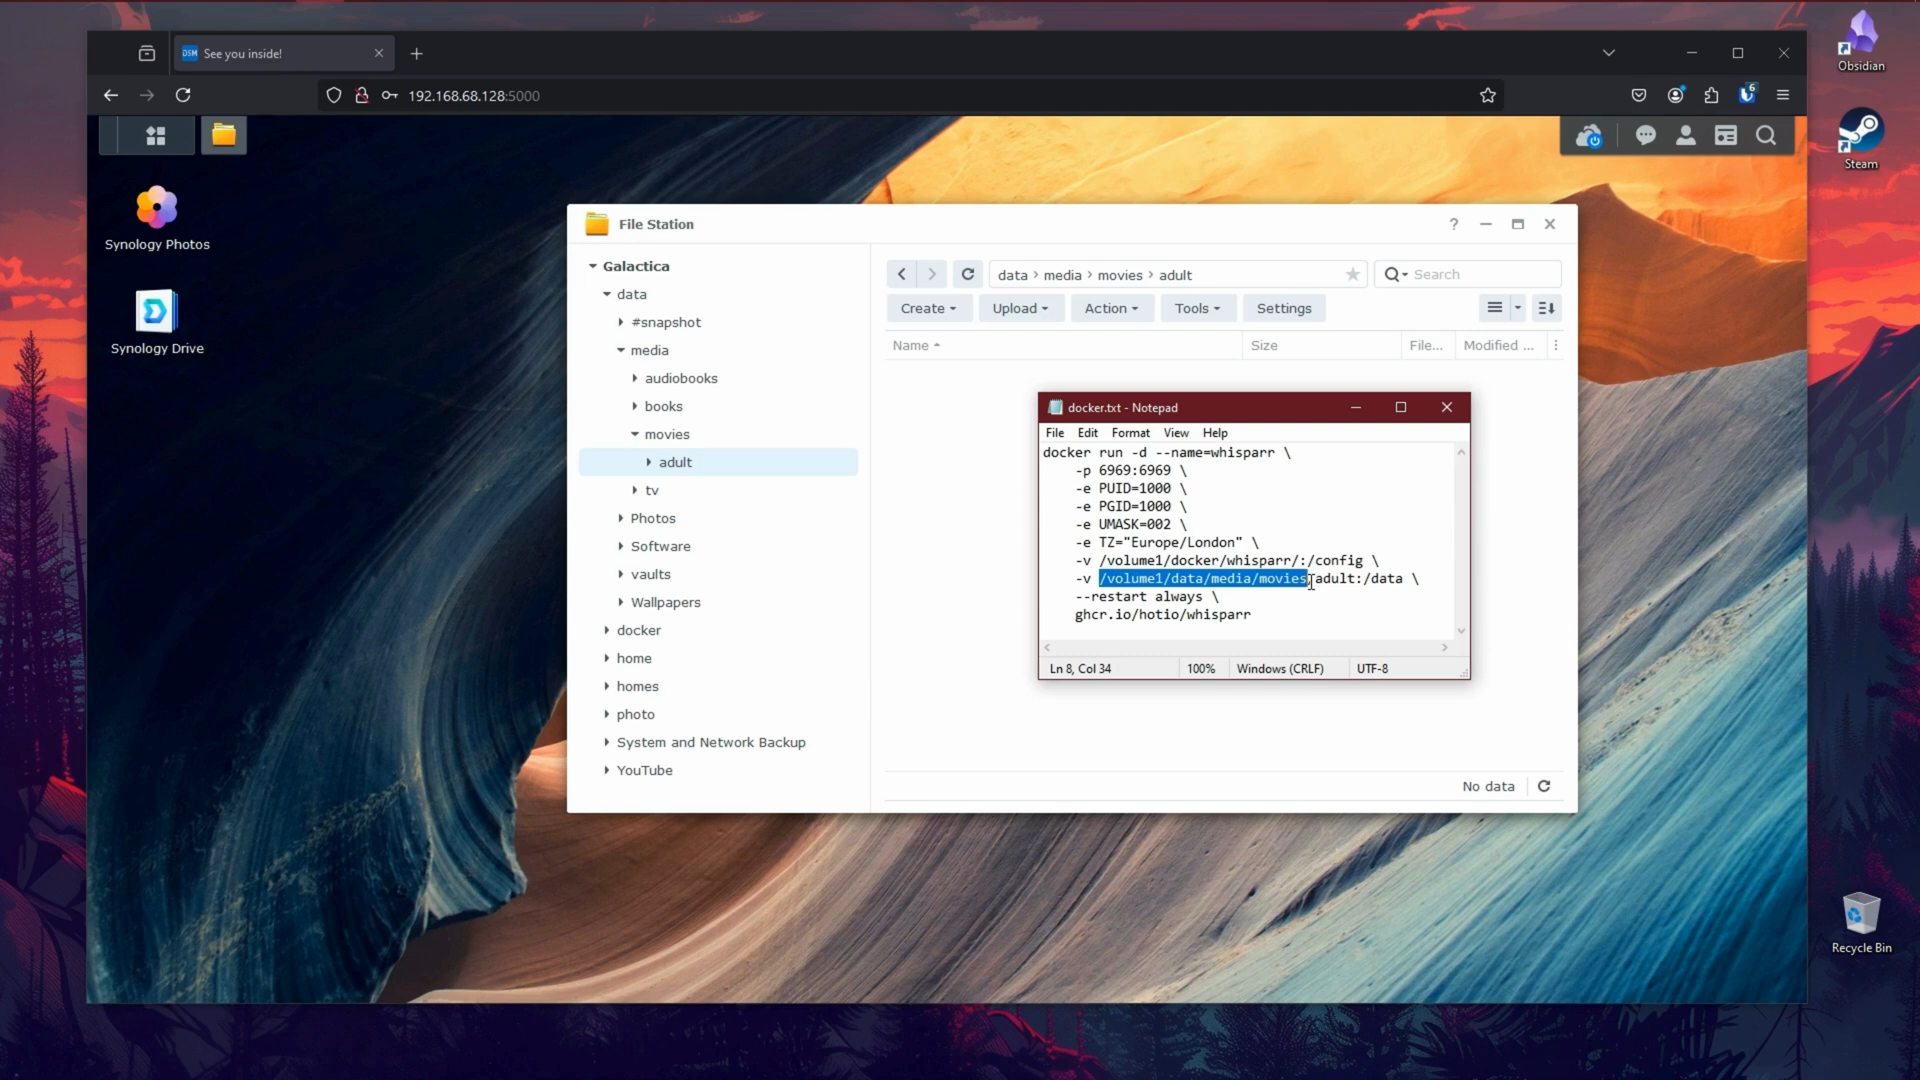 DSM See you inside!
192.168.68.128:5000
6
Obsidian
Steam
Synology Photos
Synology Drive
File Station
?
Galactica
data
#snapshot
media
audiobooks
books
movies
adult
tv
Photos
Software
vaults
Wallpapers
docker
home
homes
photo
System and Network Backup
YouTube
data › media › movies › adult
Search
Create Upload Action Tools Settings
Name Size File... Modified ...
docker.txt - Notepad
File Edit Format View Help
docker run -d --name=whisparr \
-p 6969:6969 \
-e PUID=1000 \
-e PGID=1000 \
-e UMASK=002 \
-e TZ="Europe/London" \
-v /volume1/docker/whisparr/:/config \
-v /volume1/data/media/movies/adult:/data \
--restart always \
ghcr.io/hotio/whisparr
Ln 8, Col 34 100% Windows (CRLF) UTF-8
No data
Recycle Bin